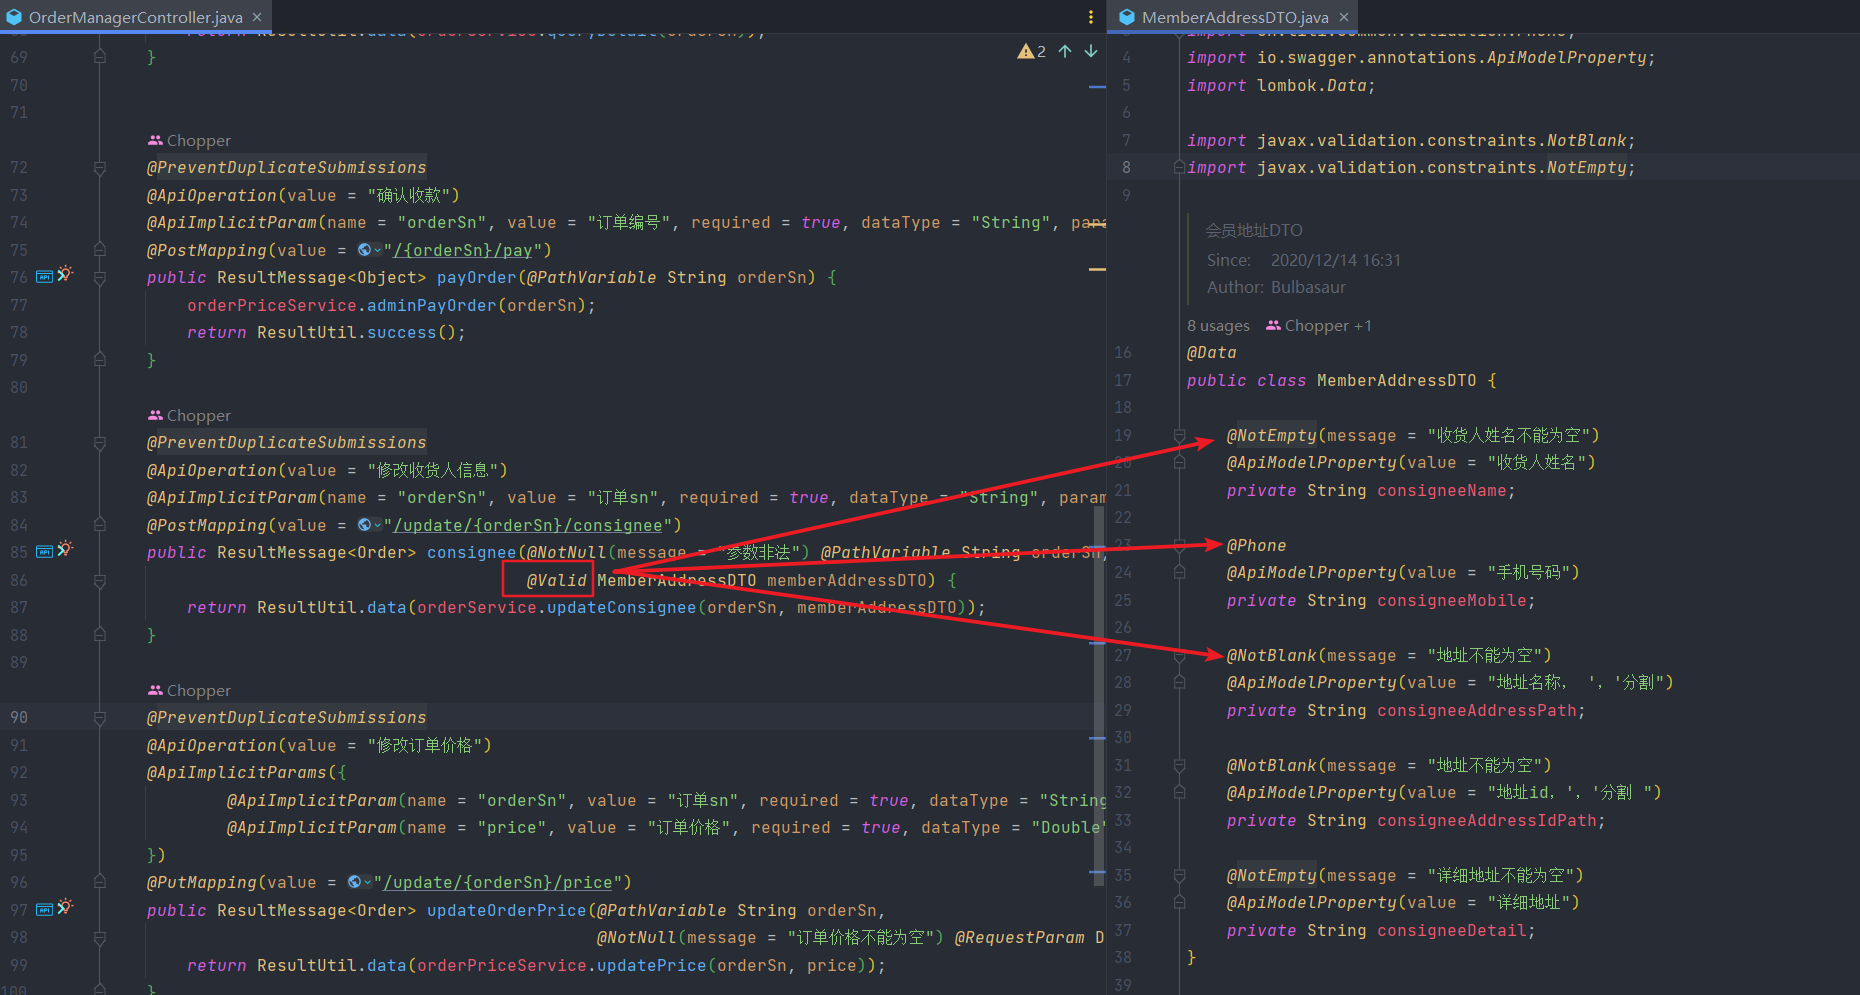 OrderManagerController.java
69 }
70
71
Chopper
72 @PreventDuplicateSubmissions
73 @ApiOperation(value = "确认收款")
74 @ApiImplicitParam(name = "orderSn", value = "订单编号", required = true, dataType = "String", para
75 @PostMapping(value = "/{orderSn}/pay")
76 public ResultMessage<Object> payOrder(@PathVariable String orderSn) {
77 orderPriceService.adminPayOrder(orderSn);
78 return ResultUtil.success();
79 }
80
Chopper
81 @PreventDuplicateSubmissions
82 @ApiOperation(value = "修改收货人信息")
83 @ApiImplicitParam(name = "orderSn", value = "订单sn", required = true, dataType = "String", param
84 @PostMapping(value = "/update/{orderSn}/consignee")
85 public ResultMessage<Order> consignee(@NotNull(message = "参数非法") @PathVariable String orderSn,
86 @Valid MemberAddressDTO memberAddressDTO) {
87 return ResultUtil.data(orderService.updateConsignee(orderSn, memberAddressDTO));
88 }
89
Chopper
90 @PreventDuplicateSubmissions
91 @ApiOperation(value = "修改订单价格")
92 @ApiImplicitParams({
93 @ApiImplicitParam(name = "orderSn", value = "订单sn", required = true, dataType = "String
94 @ApiImplicitParam(name = "price", value = "订单价格", required = true, dataType = "Double"
95 })
96 @PutMapping(value = "/update/{orderSn}/price")
97 public ResultMessage<Order> updateOrderPrice(@PathVariable String orderSn,
98 @NotNull(message = "订单价格不能为空") @RequestParam D
99 return ResultUtil.data(orderPriceService.updatePrice(orderSn, price));
100 }
2
MemberAddressDTO.java
4 import io.swagger.annotations.ApiModelProperty;
5 import lombok.Data;
6
7 import javax.validation.constraints.NotBlank;
8 import javax.validation.constraints.NotEmpty;
9
会员地址DTO
Since: 2020/12/14 16:31
Author: Bulbasaur
8 usages Chopper +1
16 @Data
17 public class MemberAddressDTO {
18
19 @NotEmpty(message = "收货人姓名不能为空")
20 @ApiModelProperty(value = "收货人姓名")
21 private String consigneeName;
22
23 @Phone
24 @ApiModelProperty(value = "手机号码")
25 private String consigneeMobile;
26
27 @NotBlank(message = "地址不能为空")
28 @ApiModelProperty(value = "地址名称， '，'分割")
29 private String consigneeAddressPath;
30
31 @NotBlank(message = "地址不能为空")
32 @ApiModelProperty(value = "地址id，'，'分割 ")
33 private String consigneeAddressIdPath;
34
35 @NotEmpty(message = "详细地址不能为空")
36 @ApiModelProperty(value = "详细地址")
37 private String consigneeDetail;
38 }
39